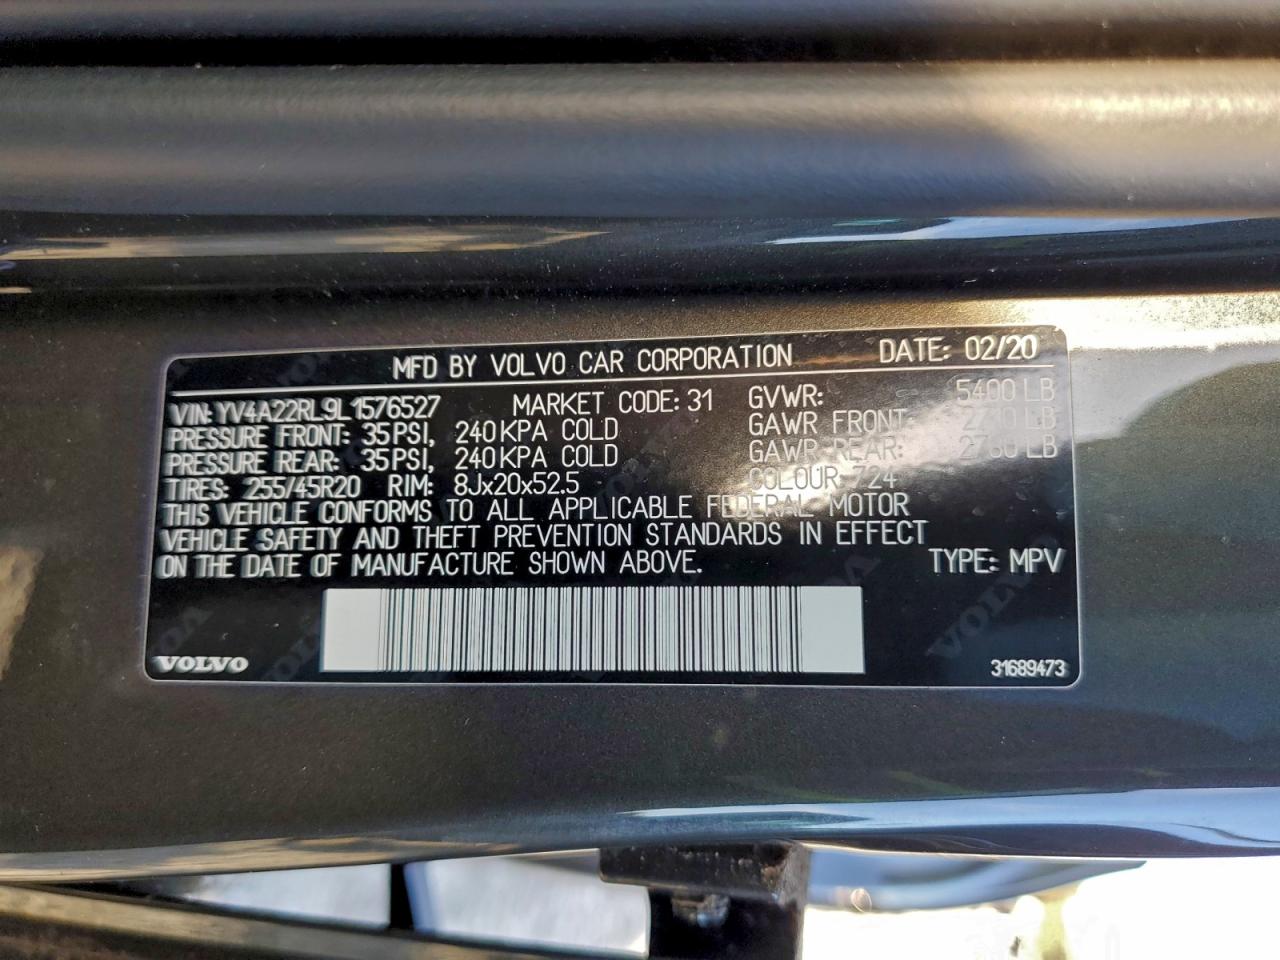 MFD BY VOLVO CAR CORPORATION DATE: 02/20
VIN: YV4A22RL9L1576527 MARKET CODE: 31 GVWR: 5400 LB
PRESSURE FRONT: 35PSI, 240KPA COLD GAWR FRONT: 2710 LB
PRESSURE REAR: 35PSI, 240KPA COLD GAWR REAR: 2760 LB
TIRES: 255/45R20 RIM: 8Jx20x52.5 COLOUR: 724
THIS VEHICLE CONFORMS TO ALL APPLICABLE FEDERAL MOTOR
VEHICLE SAFETY AND THEFT PREVENTION STANDARDS IN EFFECT
ON THE DATE OF MANUFACTURE SHOWN ABOVE. TYPE: MPV
VOLVO 31689473